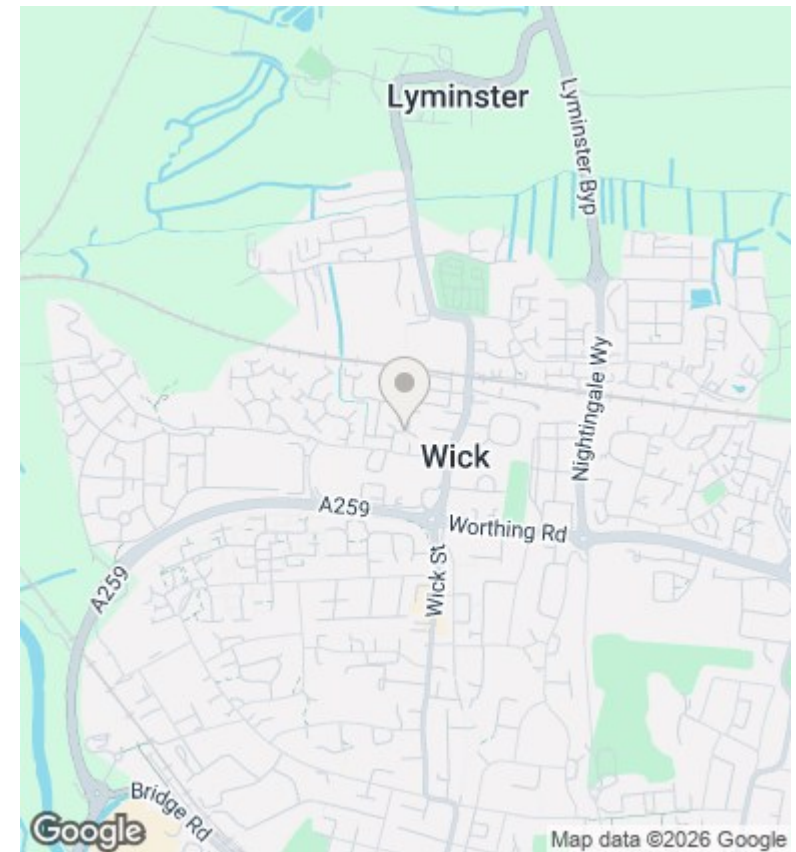 Lyminster
Lyminster Byp
Nightingale Wy
Wick
A259
Worthing Rd
Wick St
A259
Bridge Rd
Google
Map data ©2026 Google